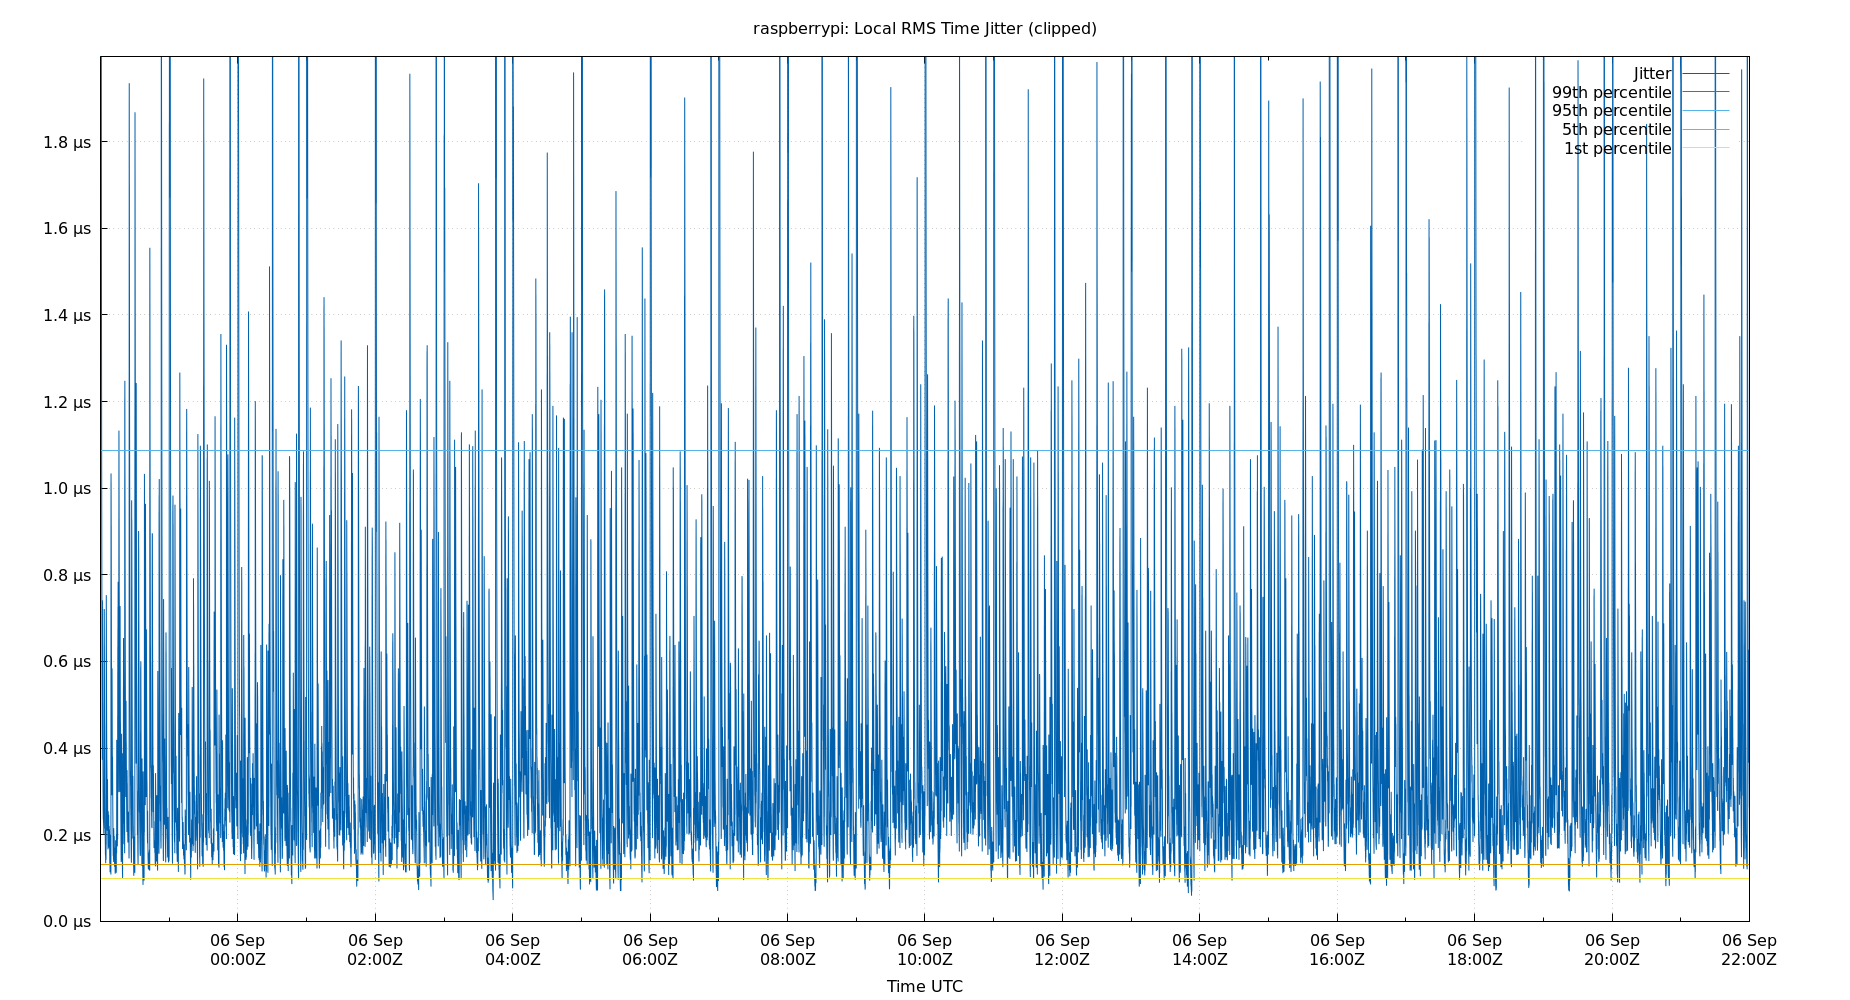 raspberrypi: Local RMS Time Jitter (clipped)
Jitter
99th percentile
95th percentile
5th percentile
1st percentile
1.8 μs
1.6 μs
1.4 μs
1.2 μs
1.0 μs
0.8 μs
0.6 μs
0.4 μs
0.2 μs
0.0 μs
06 Sep 06 Sep 06 Sep 06 Sep 06 Sep 06 Sep 06 Sep 06 Sep 06 Sep 06 Sep 06 Sep 06 Sep
00:00Z 02:00Z 04:00Z 06:00Z 08:00Z 10:00Z 12:00Z 14:00Z 16:00Z 18:00Z 20:00Z 22:00Z
Time UTC